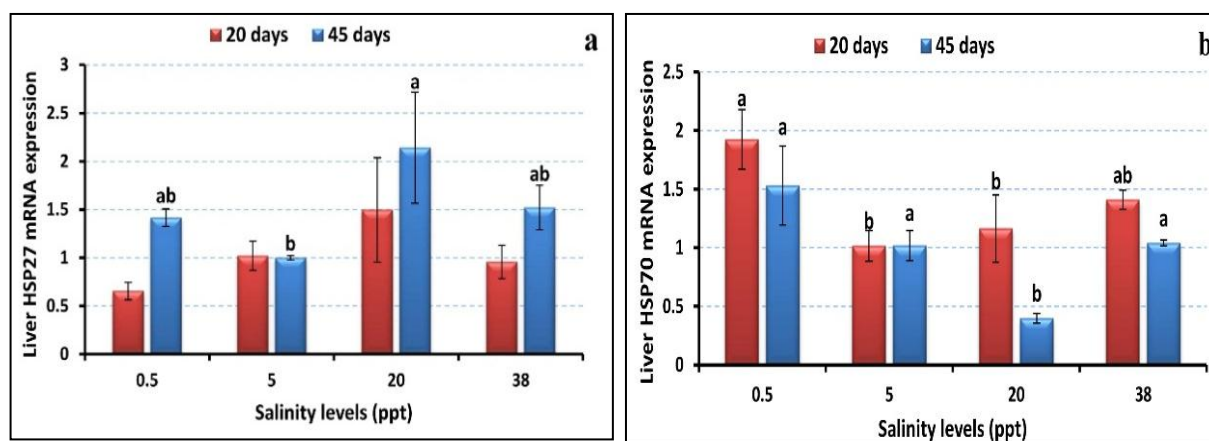 20 days 45 days
a
Liver HSP27 mRNA expression
3
2.5
2
1.5
1
0.5
0
ab
b
a
ab
0.5 5 20 38
Salinity levels (ppt)
20 days 45 days
b
Liver HSP70 mRNA expression
2.5
2
1.5
1
0.5
0
a
a
b
a
b
b
ab
a
0.5 5 20 38
Salinity levels (ppt)